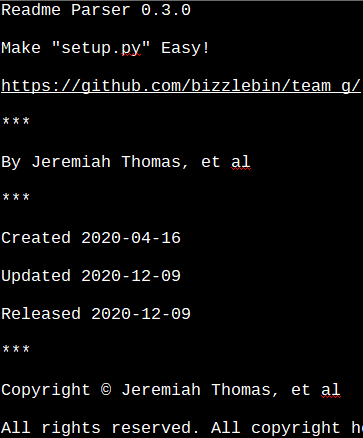 Readme Parser 0.3.0
Make "setup.py" Easy!
https://github.com/bizzlebin/team_g/
***
By Jeremiah Thomas, et al
***
Created 2020-04-16
Updated 2020-12-09
Released 2020-12-09
***
Copyright © Jeremiah Thomas, et al
All rights reserved. All copyright